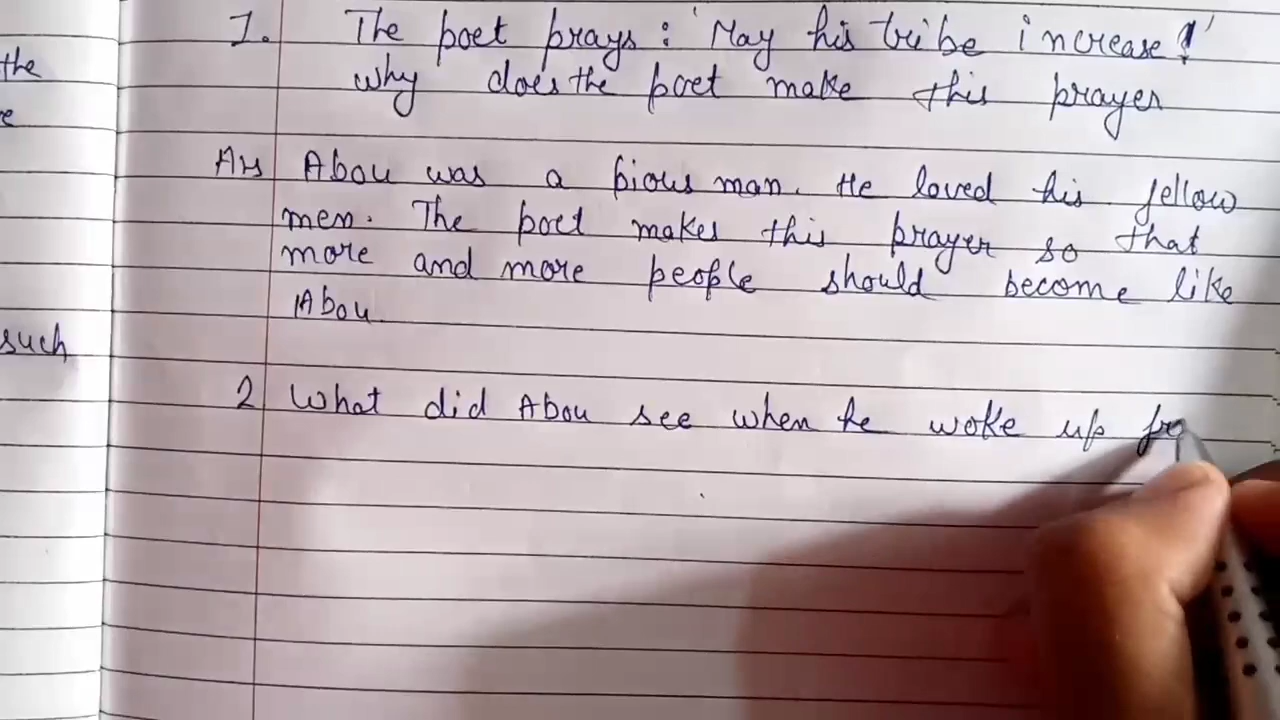 the
e
such
1. The poet prays : 'May his tribe increase!'
why does the poet make this prayer
Ans Abou was a pious man. He loved his fellow
men. The poet makes this prayer so that
more and more people should become like
Abou.
2 What did Abou see when he woke up fro